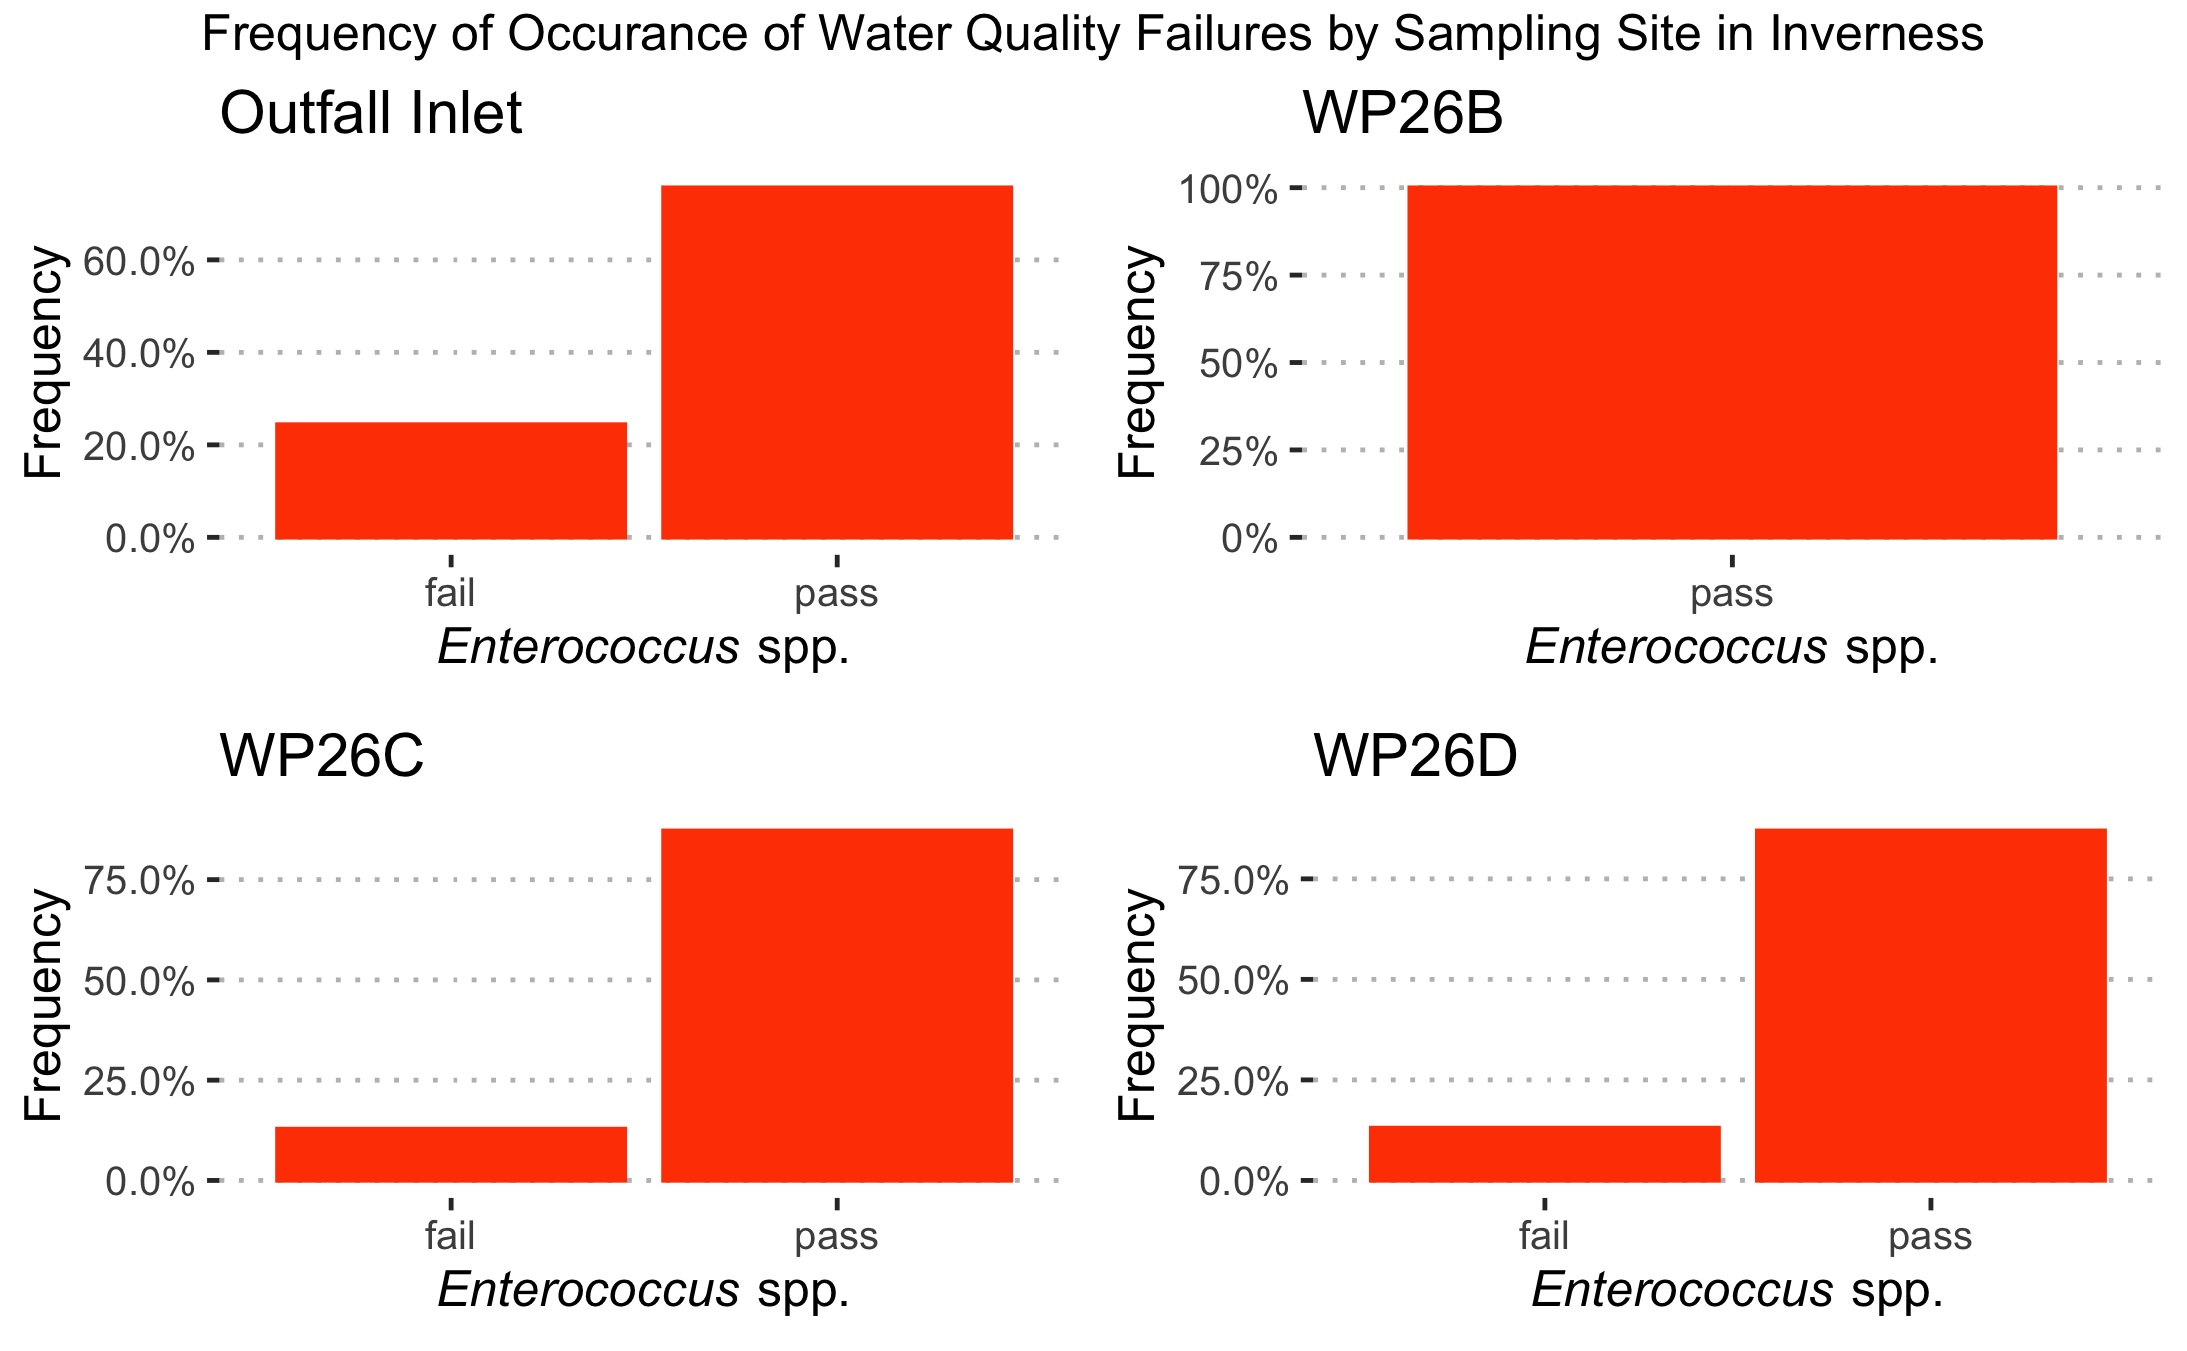 Frequency of Occurance of Water Quality Failures by Sampling Site in Inverness
Outfall Inlet
Frequency
60.0%
40.0%
20.0%
0.0%
fail pass
Enterococcus spp.
WP26B
Frequency
100%
75%
50%
25%
0%
pass
Enterococcus spp.
WP26C
Frequency
75.0%
50.0%
25.0%
0.0%
fail pass
Enterococcus spp.
WP26D
Frequency
75.0%
50.0%
25.0%
0.0%
fail pass
Enterococcus spp.